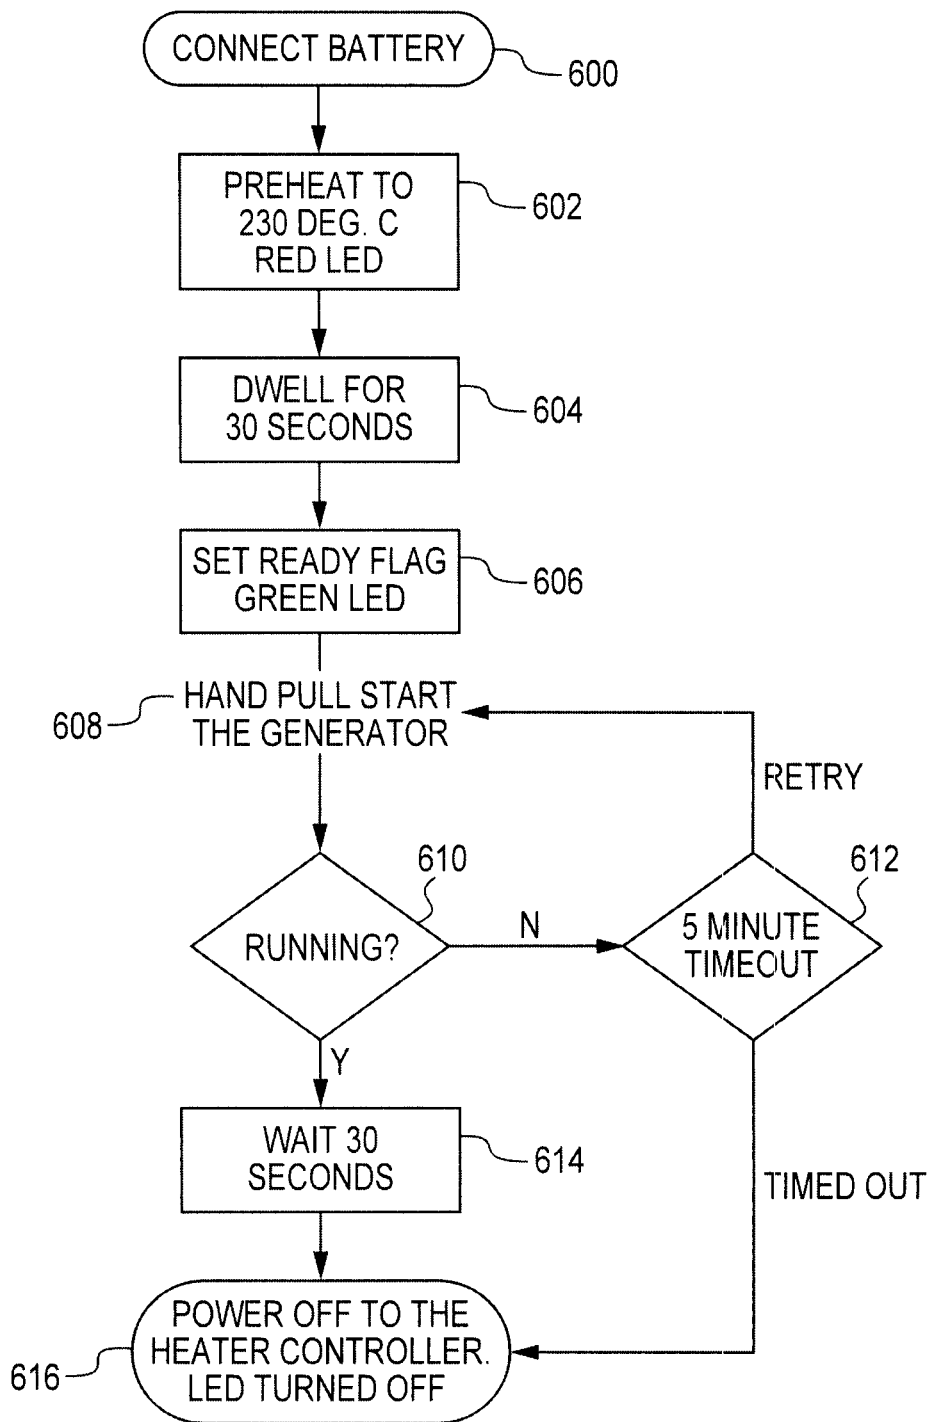 CONNECT BATTERY
600
PREHEAT TO
230 DEG. C
RED LED
602
DWELL FOR
30 SECONDS
604
SET READY FLAG
GREEN LED
606
608
HAND PULL START
THE GENERATOR
RETRY
610
RUNNING?
N
612
5 MINUTE
TIMEOUT
Y
WAIT 30
SECONDS
614
TIMED OUT
POWER OFF TO THE
HEATER CONTROLLER.
LED TURNED OFF
616